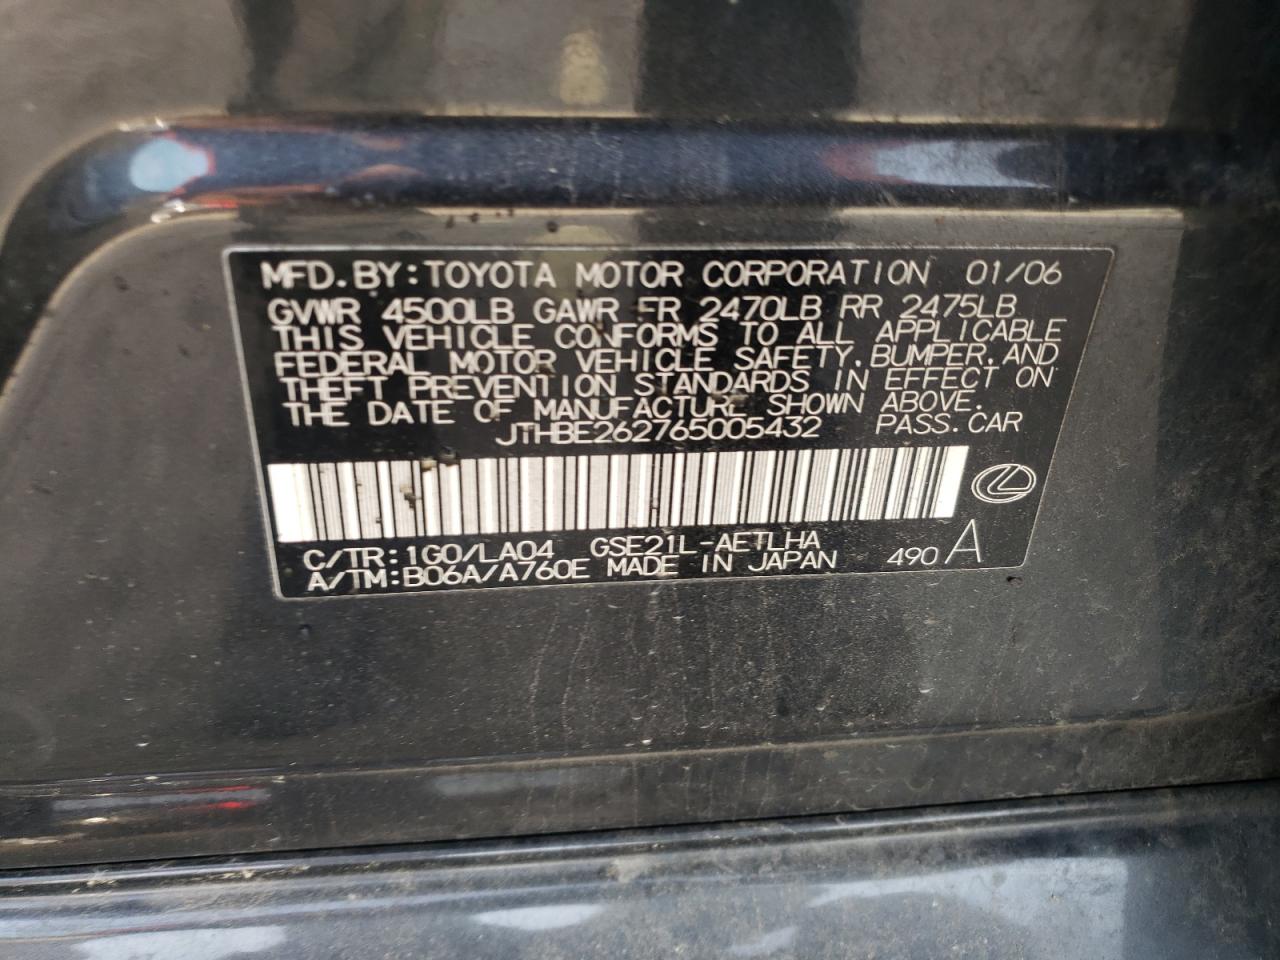 MFD.BY:TOYOTA MOTOR CORPORATION 01/06
GVWR 4500LB GAWR FR 2470LB RR 2475LB
THIS VEHICLE CONFORMS TO ALL APPLICABLE
FEDERAL MOTOR VEHICLE SAFETY,BUMPER,AND
THEFT PREVENTION STANDARDS IN EFFECT ON
THE DATE OF MANUFACTURE SHOWN ABOVE.
JTHBE262765005432 PASS.CAR
C/TR:1G0/LA04 GSE21L-AETLHA
A/TM:B06A/A760E MADE IN JAPAN 490 A